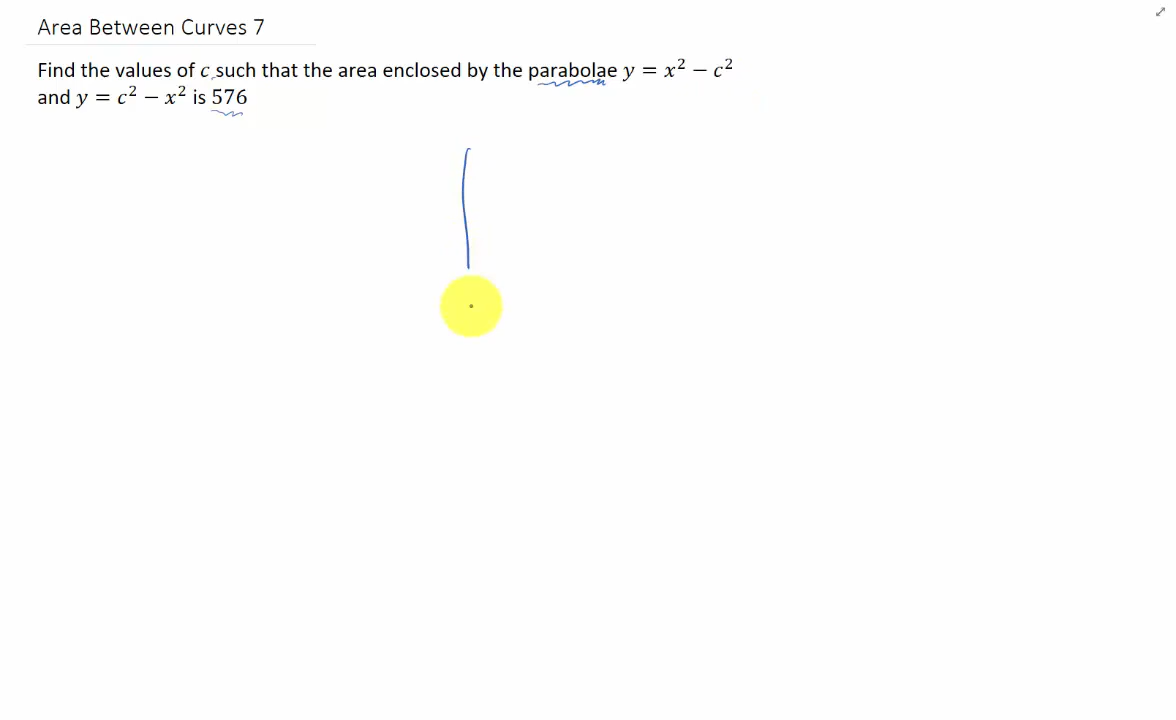 Area Between Curves 7
Find the values of c such that the area enclosed by the parabolae y = x² − c²
and y = c² − x² is 576